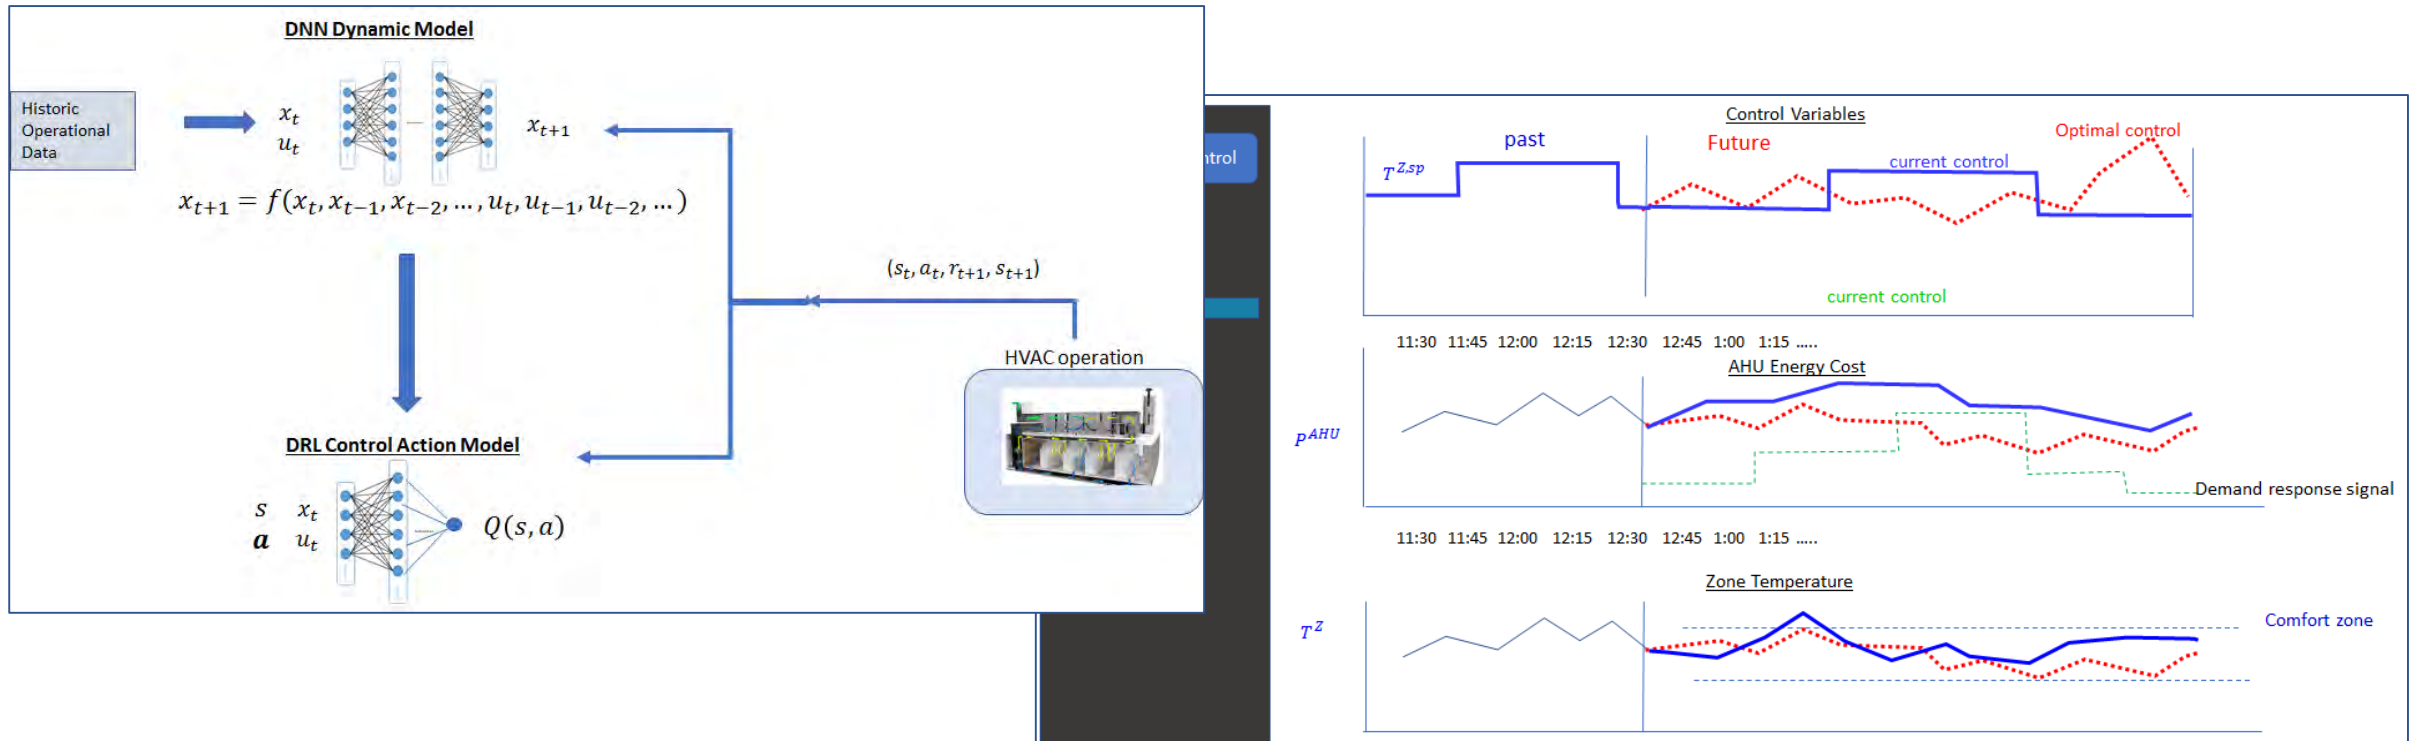 DNN Dynamic Model
Historic
Operational
Data
x_t
u_t
x_{t+1}
x_{t+1} = f(x_t, x_{t−1}, x_{t−2}, …, u_t, u_{t−1}, u_{t−2}, … )
(s_t, a_t, r_{t+1}, s_{t+1})
HVAC operation
DRL Control Action Model
s x_t
a u_t
Q(s, a)
ntrol
Control Variables
past
Future
Optimal control
T^{Z,sp}
current control
current control
11:30 11:45 12:00 12:15 12:30 12:45 1:00 1:15 .....
AHU Energy Cost
P^{AHU}
Demand response signal
11:30 11:45 12:00 12:15 12:30 12:45 1:00 1:15 .....
Zone Temperature
T^Z
Comfort zone